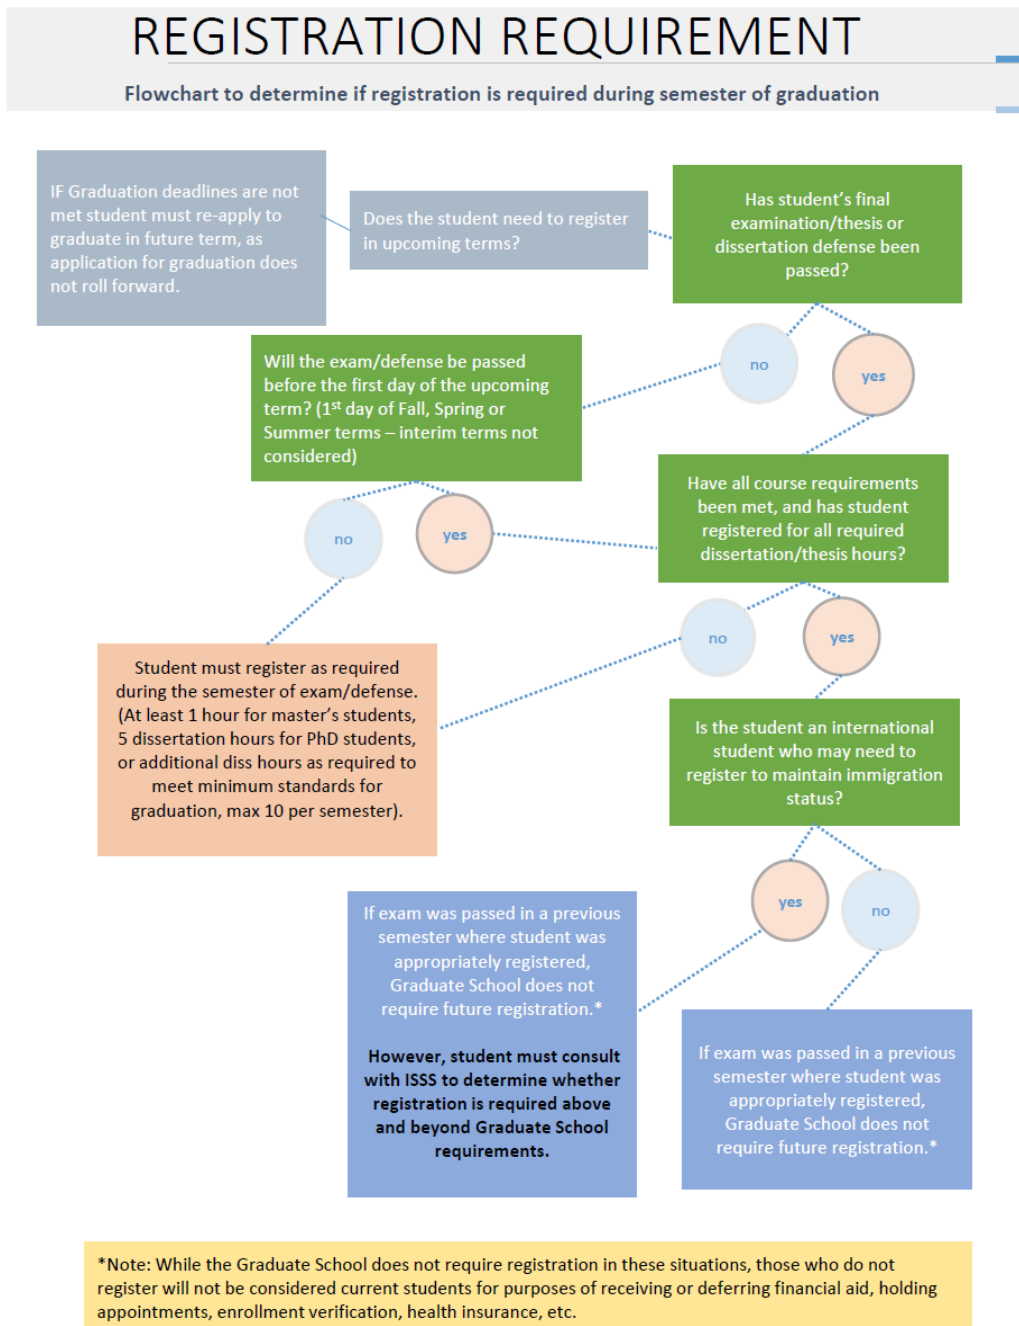 REGISTRATION REQUIREMENT
Flowchart to determine if registration is required during semester of graduation
IF Graduation deadlines are not
met student must re-apply to
graduate in future term, as
application for graduation does
not roll forward.
Does the student need to register
in upcoming terms?
Has student's final
examination/thesis or
dissertation defense been
passed?
no
yes
Will the exam/defense be passed
before the first day of the upcoming
term? (1st day of Fall, Spring or
Summer terms – interim terms not
considered)
no
yes
Have all course requirements
been met, and has student
registered for all required
dissertation/thesis hours?
no
yes
Student must register as required
during the semester of exam/defense.
(At least 1 hour for master's students,
5 dissertation hours for PhD students,
or additional diss hours as required to
meet minimum standards for
graduation, max 10 per semester).
Is the student an international
student who may need to
register to maintain immigration
status?
yes
no
If exam was passed in a previous
semester where student was
appropriately registered,
Graduate School does not
require future registration.*
However, student must consult
with ISSS to determine whether
registration is required above
and beyond Graduate School
requirements.
If exam was passed in a previous
semester where student was
appropriately registered,
Graduate School does not
require future registration.*
*Note: While the Graduate School does not require registration in these situations, those who do not
register will not be considered current students for purposes of receiving or deferring financial aid, holding
appointments, enrollment verification, health insurance, etc.